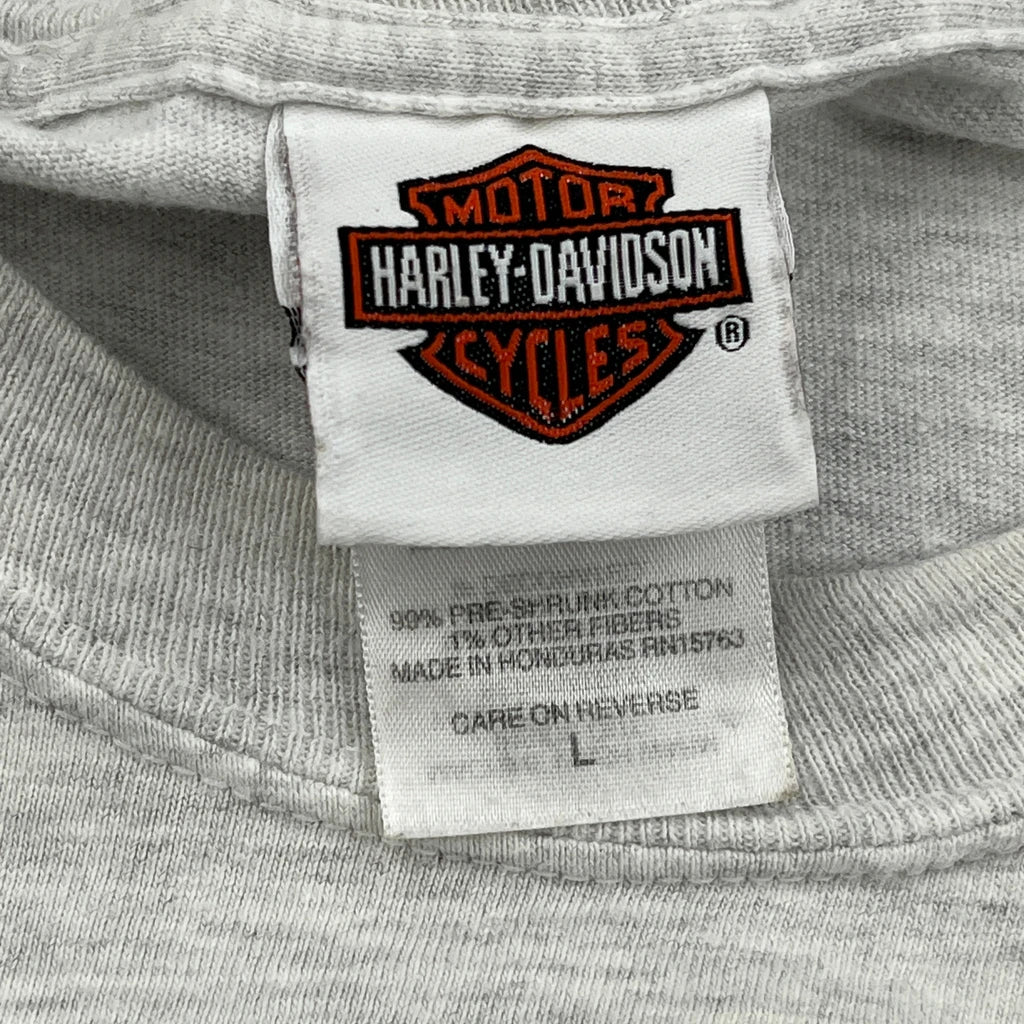 MOTOR
HARLEY-DAVIDSON
CYCLES
®
99% PRE-SHRUNK COTTON
1% OTHER FIBERS
MADE IN HONDURAS RN15763
CARE ON REVERSE
L